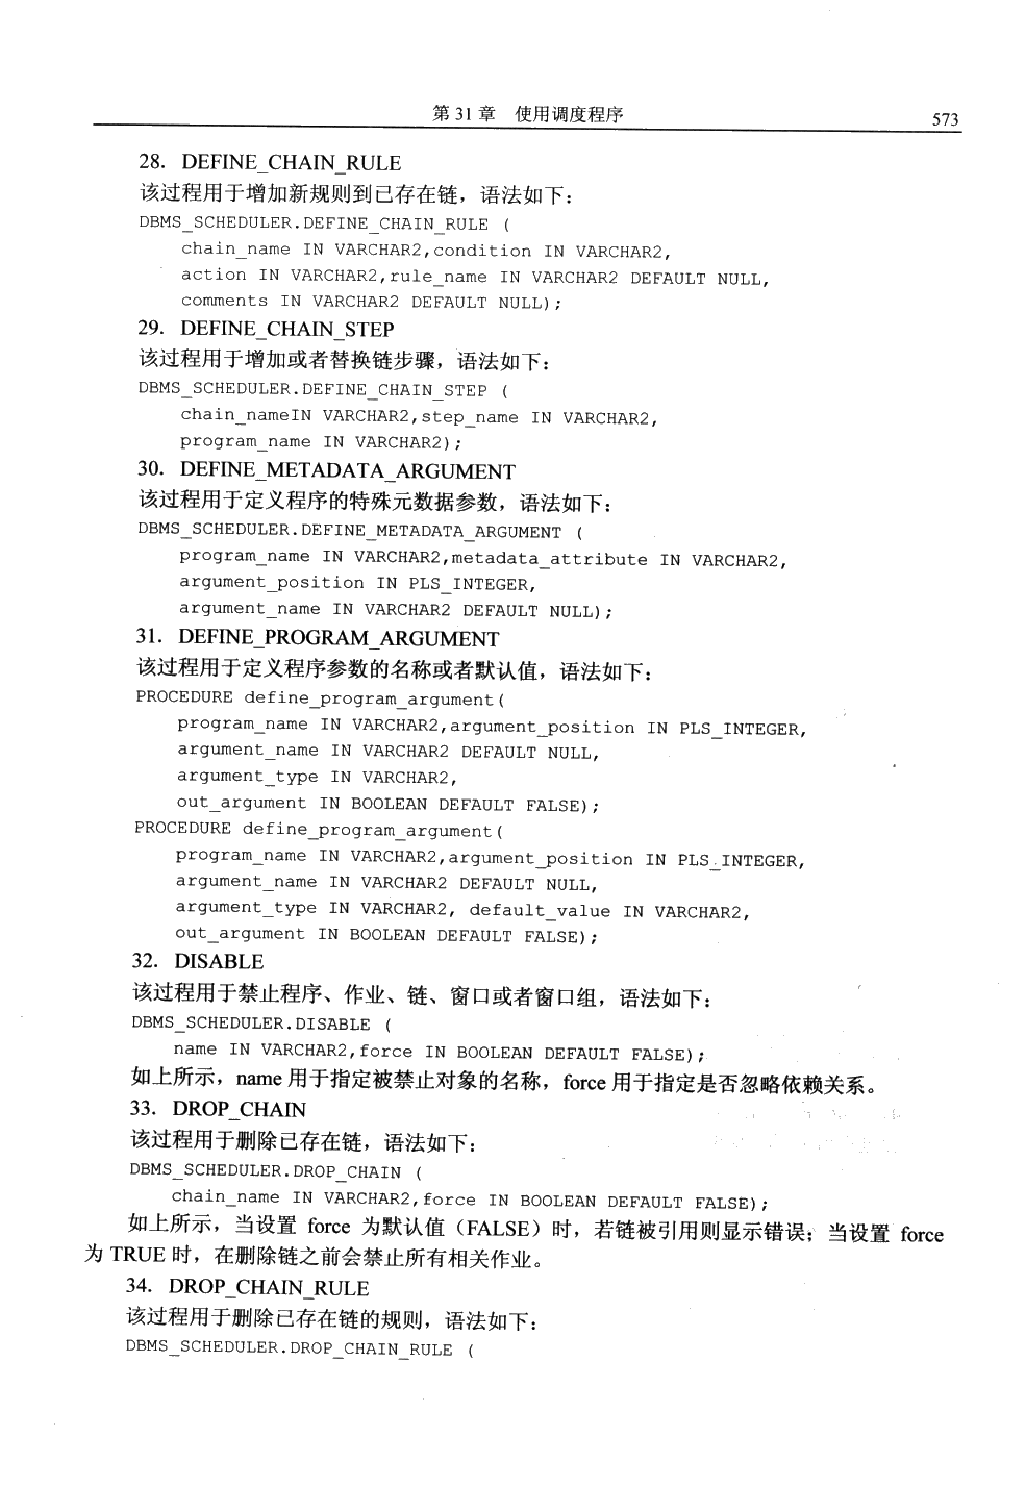 第 31 章 使用调度程序
573
28. DEFINE_CHAIN_RULE
该过程用于增加新规则到已存在链，语法如下：
DBMS_SCHEDULER.DEFINE_CHAIN_RULE (
chain_name IN VARCHAR2,condition IN VARCHAR2,
action IN VARCHAR2,rule_name IN VARCHAR2 DEFAULT NULL,
comments IN VARCHAR2 DEFAULT NULL);
29. DEFINE_CHAIN_STEP
该过程用于增加或者替换链步骤，语法如下：
DBMS_SCHEDULER.DEFINE_CHAIN_STEP (
chain_nameIN VARCHAR2,step_name IN VARCHAR2,
program_name IN VARCHAR2);
30. DEFINE_METADATA_ARGUMENT
该过程用于定义程序的特殊元数据参数，语法如下：
DBMS_SCHEDULER.DEFINE_METADATA_ARGUMENT (
program_name IN VARCHAR2,metadata_attribute IN VARCHAR2,
argument_position IN PLS_INTEGER,
argument_name IN VARCHAR2 DEFAULT NULL);
31. DEFINE_PROGRAM_ARGUMENT
该过程用于定义程序参数的名称或者默认值，语法如下：
PROCEDURE define_program_argument(
program_name IN VARCHAR2,argument_position IN PLS_INTEGER,
argument_name IN VARCHAR2 DEFAULT NULL,
argument_type IN VARCHAR2,
out_argument IN BOOLEAN DEFAULT FALSE);
PROCEDURE define_program_argument(
program_name IN VARCHAR2,argument_position IN PLS_INTEGER,
argument_name IN VARCHAR2 DEFAULT NULL,
argument_type IN VARCHAR2, default_value IN VARCHAR2,
out_argument IN BOOLEAN DEFAULT FALSE);
32. DISABLE
该过程用于禁止程序、作业、链、窗口或者窗口组，语法如下：
DBMS_SCHEDULER.DISABLE (
name IN VARCHAR2,force IN BOOLEAN DEFAULT FALSE);
如上所示，name 用于指定被禁止对象的名称，force 用于指定是否忽略依赖关系。
33. DROP_CHAIN
该过程用于删除已存在链，语法如下：
DBMS_SCHEDULER.DROP_CHAIN (
chain_name IN VARCHAR2,force IN BOOLEAN DEFAULT FALSE);
如上所示，当设置 force 为默认值（FALSE）时，若链被引用则显示错误；当设置 force
为 TRUE 时，在删除链之前会禁止所有相关作业。
34. DROP_CHAIN_RULE
该过程用于删除已存在链的规则，语法如下：
DBMS_SCHEDULER.DROP_CHAIN_RULE (